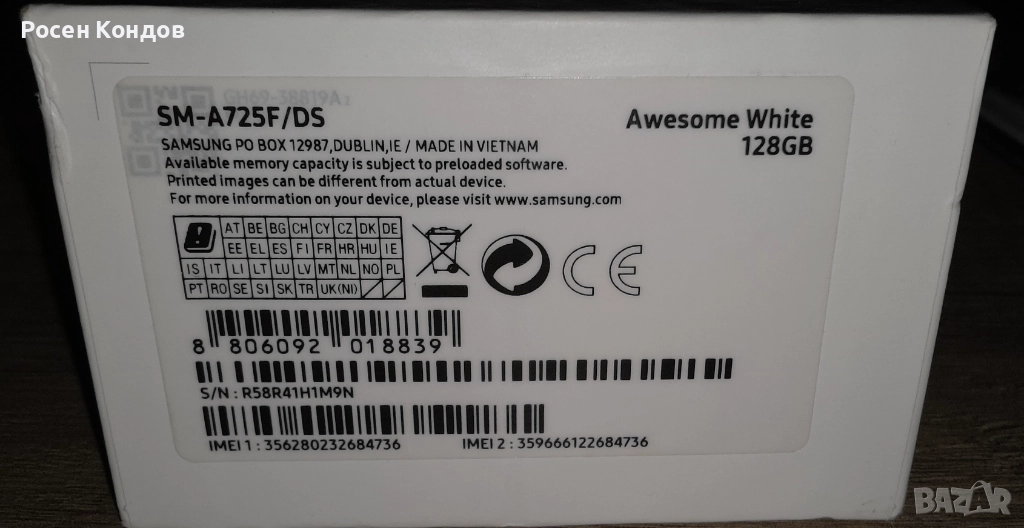 Росен Кондов
GH69-38819A
SM-A725F/DS
Awesome White
128GB
SAMSUNG PO BOX 12987,DUBLIN,IE / MADE IN VIETNAM
Available memory capacity is subject to preloaded software.
Printed images can be different from actual device.
For more information on your device, please visit www.samsung.com
AT BE BG CH CY CZ DK DE
EE EL ES FI FR HR HU IE
IS IT LI LT LU LV MT NL NO PL
PT RO SE SI SK TR UK(NI)
CE
8 806092 018839
S/N : R58R41H1M9N
IMEI 1 : 356280232684736 IMEI 2 : 359666122684736
BAZAR